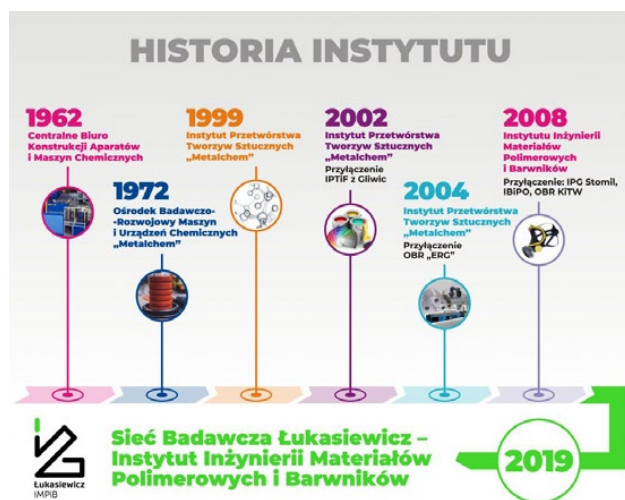 HISTORIA INSTYTUTU
1962
Centralne Biuro
Konstrukcji Aparatów
i Maszyn Chemicznych
1972
Ośrodek Badawczo-
-Rozwojowy Maszyn
i Urządzeń Chemicznych
„Metalchem”
1999
Instytut Przetwórstwa
Tworzyw Sztucznych
„Metalchem”
2002
Instytut Przetwórstwa
Tworzyw Sztucznych
„Metalchem”
Przyłączenie
IPTiF z Gliwic
2004
Instytut Przetwórstwa
Tworzyw Sztucznych
„Metalchem”
Przyłączenie
OBR „ERG”
2008
Instytutu Inżynierii
Materiałów
Polimerowych
i Barwników
Przyłączenie: IPG Stomil,
IBiPO, OBR KiTW
Łukasiewicz
IMPiB
Sieć Badawcza Łukasiewicz –
Instytut Inżynierii Materiałów
Polimerowych i Barwników
2019